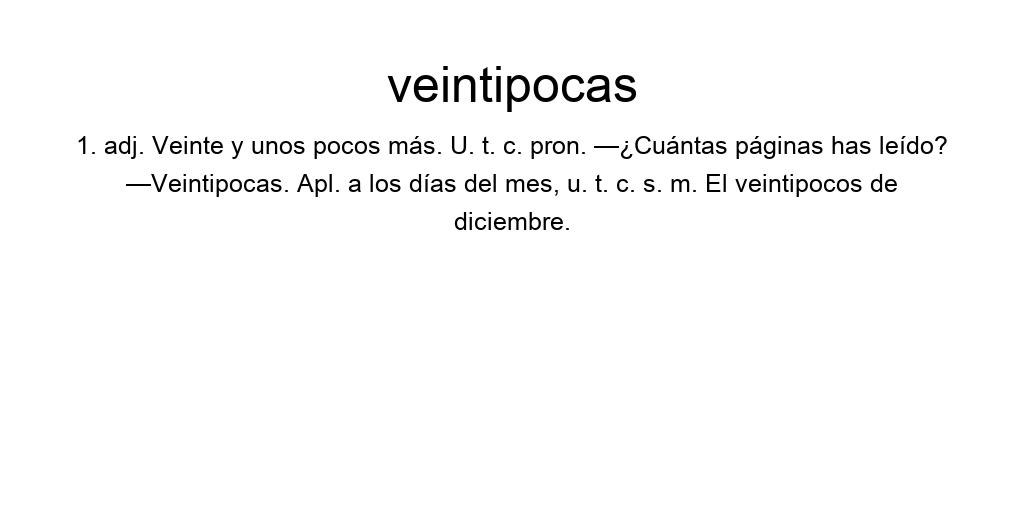 veintipocas
1. adj. Veinte y unos pocos más. U. t. c. pron. —¿Cuántas páginas has leído?
—Veintipocas. Apl. a los días del mes, u. t. c. s. m. El veintipocos de
diciembre.